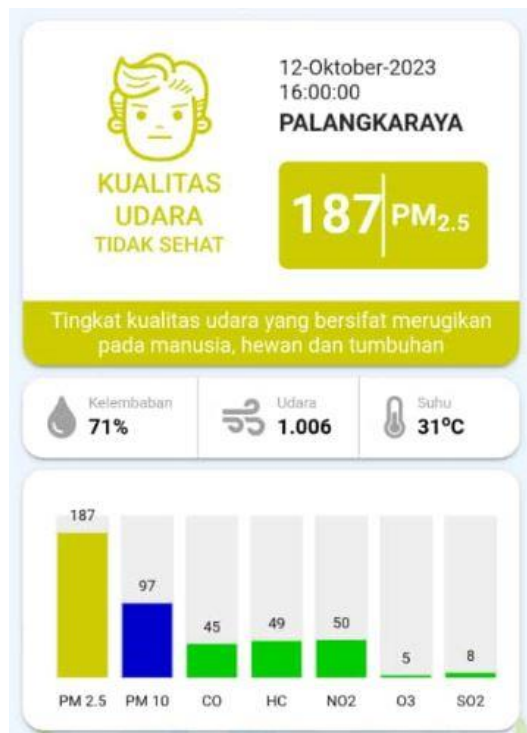 12-Oktober-2023
16:00:00
PALANGKARAYA
KUALITAS
UDARA
TIDAK SEHAT
187 PM2.5
Tingkat kualitas udara yang bersifat merugikan
pada manusia, hewan dan tumbuhan
Kelembaban
71%
Udara
1.006
Suhu
31°C
187
97
45
49
50
5
8
PM 2.5 PM 10 CO HC NO2 O3 SO2